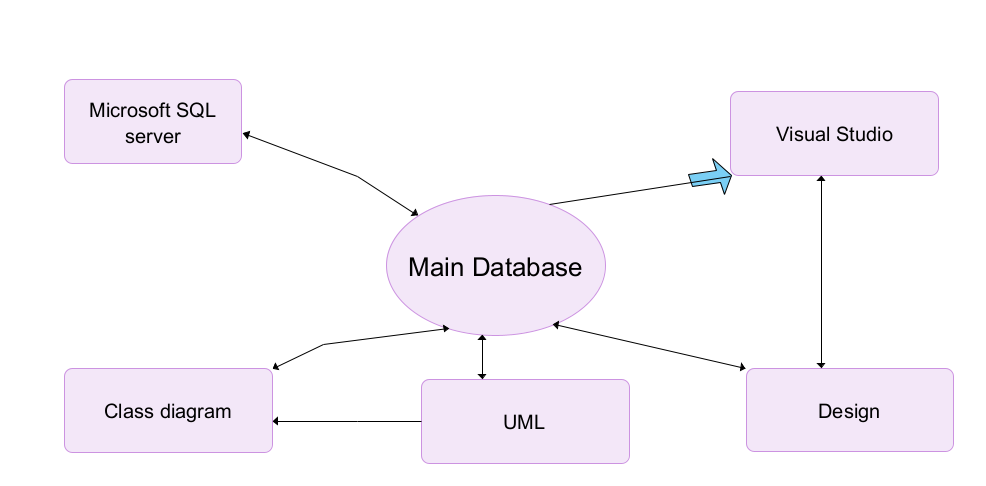 Microsoft SQL
server
Visual Studio
Main Database
Class diagram
UML
Design